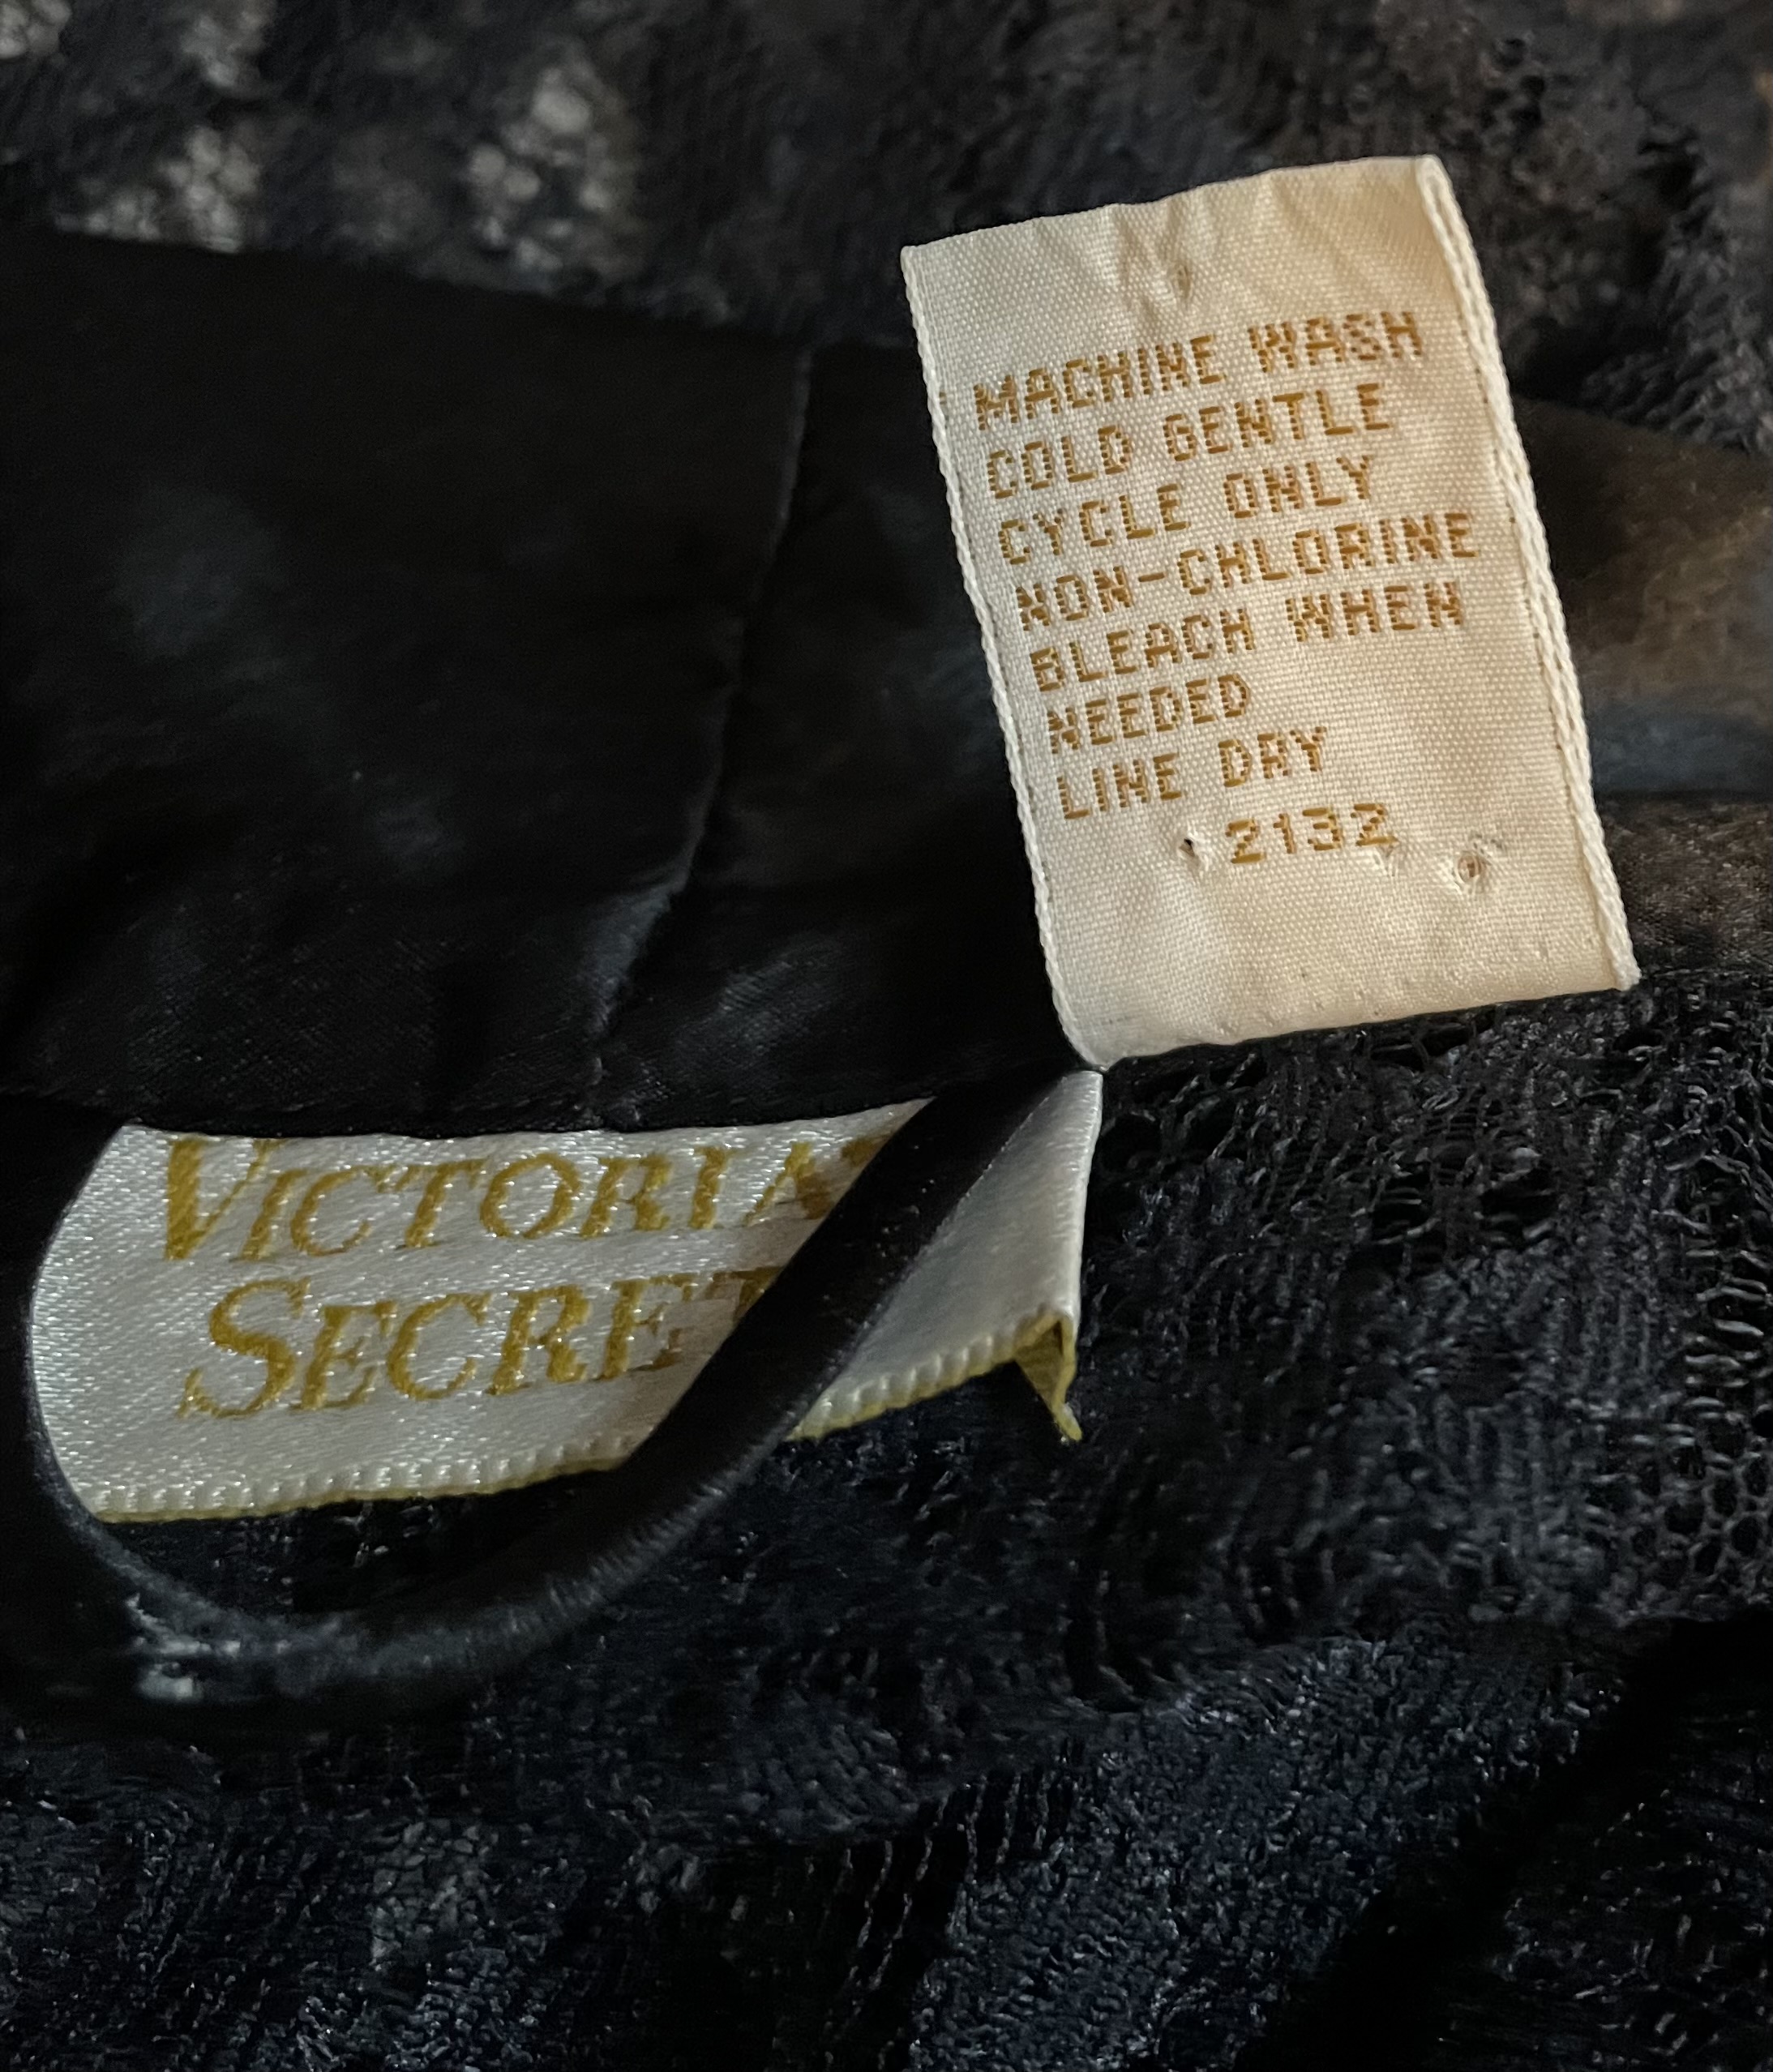 MACHINE WASH
COLD GENTLE
CYCLE ONLY
NON-CHLORINE
BLEACH WHEN
NEEDED
LINE DRY
2132
VICTORIA'
SECRET